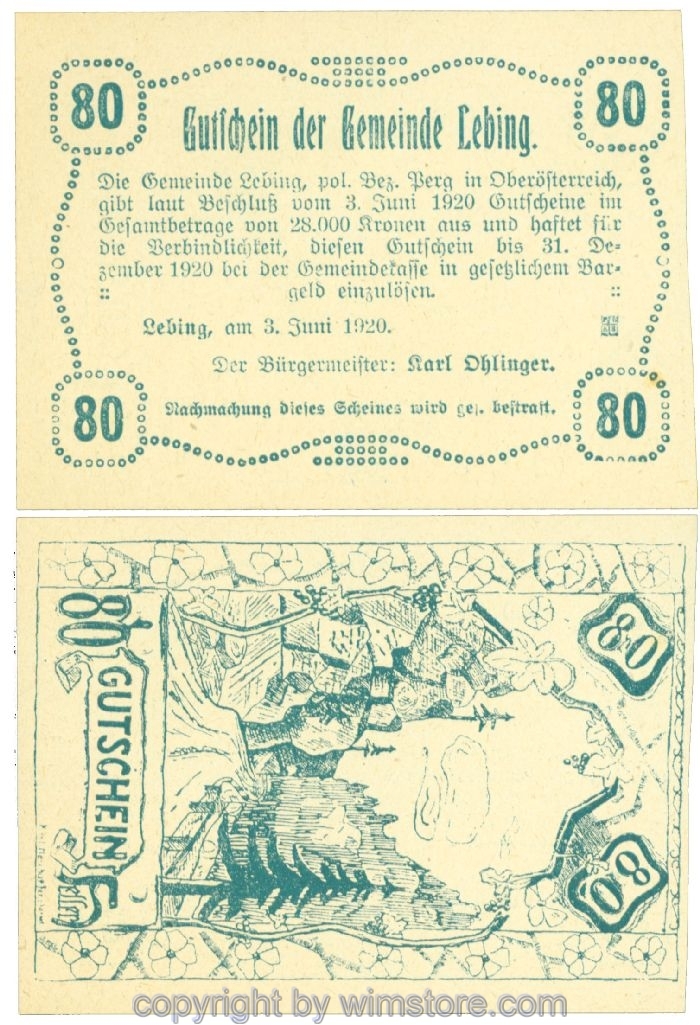 80 80
Gutschein der Gemeinde Lebing.
Die Gemeinde Lebing, pol. Bez. Perg in Oberösterreich,
gibt laut Beschluß vom 3. Juni 1920 Gutscheine im
Gesamtbetrage von 28.000 Kronen aus und haftet für
die Verbindlichkeit, diesen Gutschein bis 31. De-
zember 1920 bei der Gemeindekasse in gesetzlichem Bar-
:: geld einzulösen. ::
Lebing, am 3. Juni 1920.
Der Bürgermeister: Karl Ohlinger.
80 80
Nachmachung dieses Scheines wird ges. bestraft.
80 80
80 GUTSCHEIN
copyright by wimstore.com